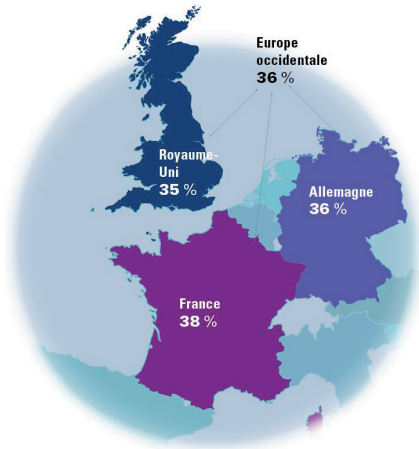 Europe
occidentale
36 %
Royaume-
Uni
35 %
Allemagne
36 %
France
38 %